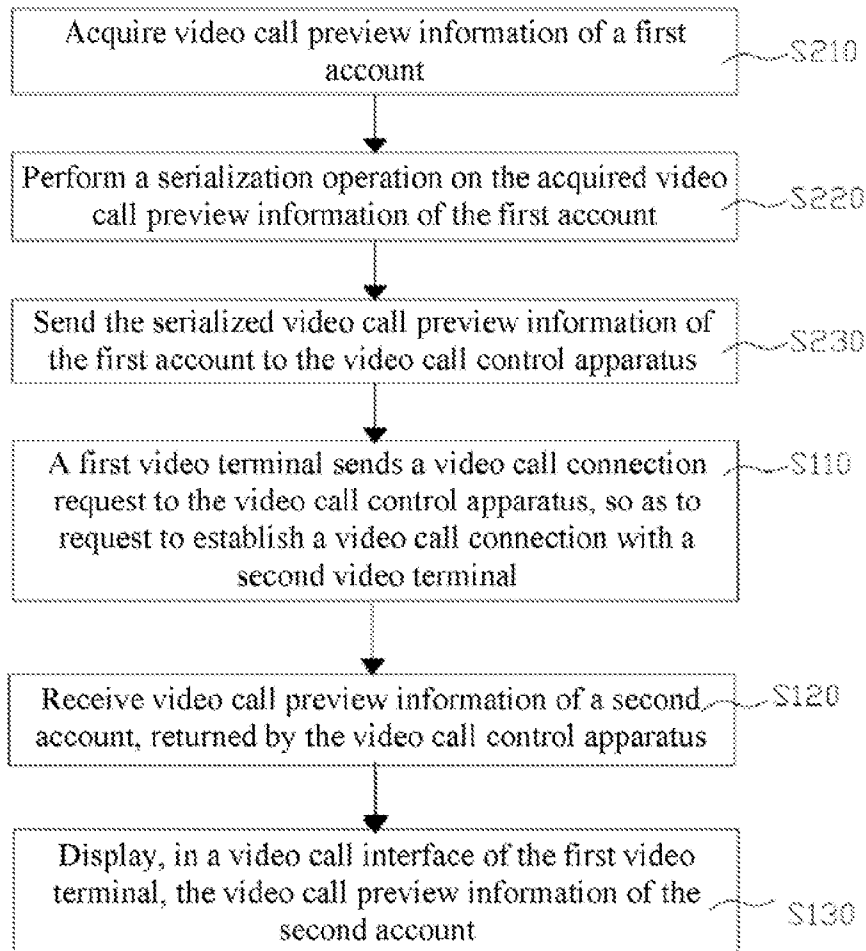 Acquire video call preview information of a first
account
S210
Perform a serialization operation on the acquired video
call preview information of the first account
S220
Send the serialized video call preview information of
the first account to the video call control apparatus
S230
A first video terminal sends a video call connection
request to the video call control apparatus, so as to
request to establish a video call connection with a
second video terminal
S110
Receive video call preview information of a second
account, returned by the video call control apparatus
S120
Display, in a video call interface of the first video
terminal, the video call preview information of the
second account
S130